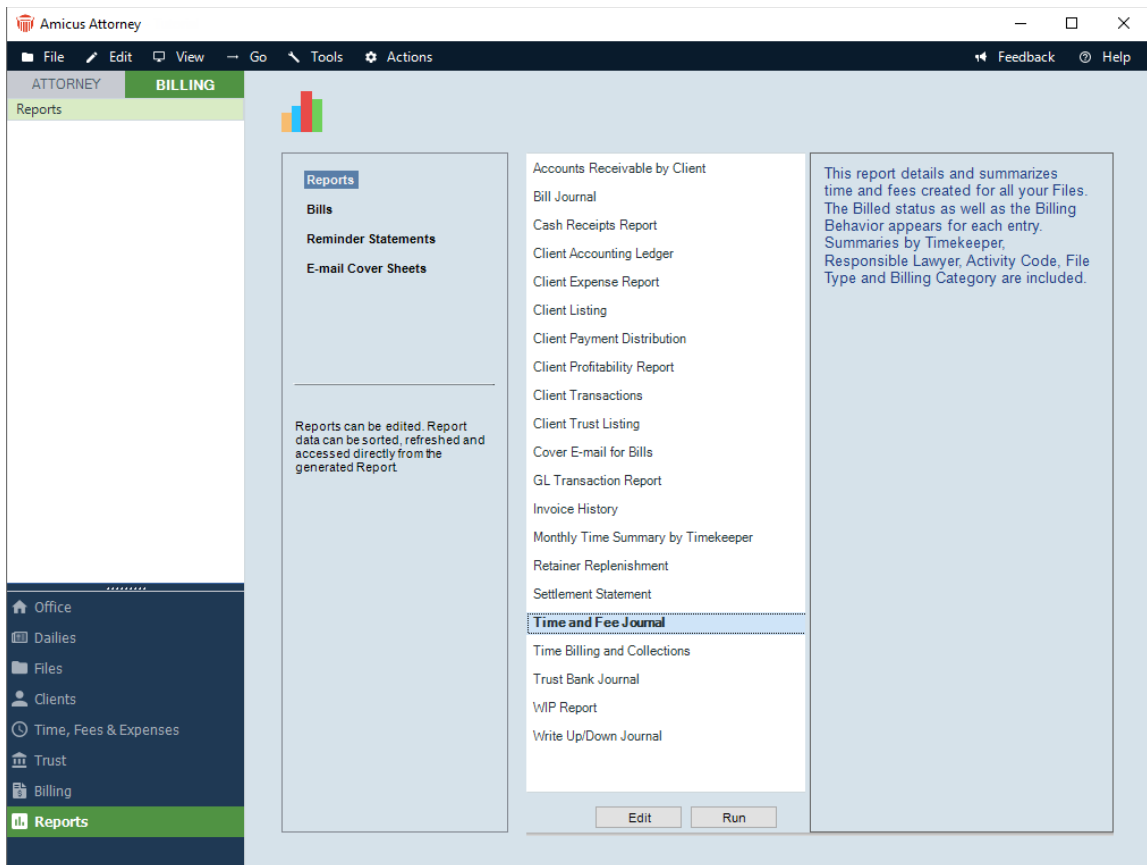 Amicus Attorney
File Edit View Go Tools Actions Feedback Help
ATTORNEY BILLING
Reports
Reports
Bills
Reminder Statements
E-mail Cover Sheets
Reports can be edited. Report
data can be sorted, refreshed and
accessed directly from the
generated Report.
Accounts Receivable by Client
Bill Journal
Cash Receipts Report
Client Accounting Ledger
Client Expense Report
Client Listing
Client Payment Distribution
Client Profitability Report
Client Transactions
Client Trust Listing
Cover E-mail for Bills
GL Transaction Report
Invoice History
Monthly Time Summary by Timekeeper
Retainer Replenishment
Settlement Statement
Time and Fee Journal
Time Billing and Collections
Trust Bank Journal
WIP Report
Write Up/Down Journal
Edit Run
This report details and summarizes
time and fees created for all your Files.
The Billed status as well as the Billing
Behavior appears for each entry.
Summaries by Timekeeper,
Responsible Lawyer, Activity Code, File
Type and Billing Category are included.
Office
Dailies
Files
Clients
Time, Fees & Expenses
Trust
Billing
Reports